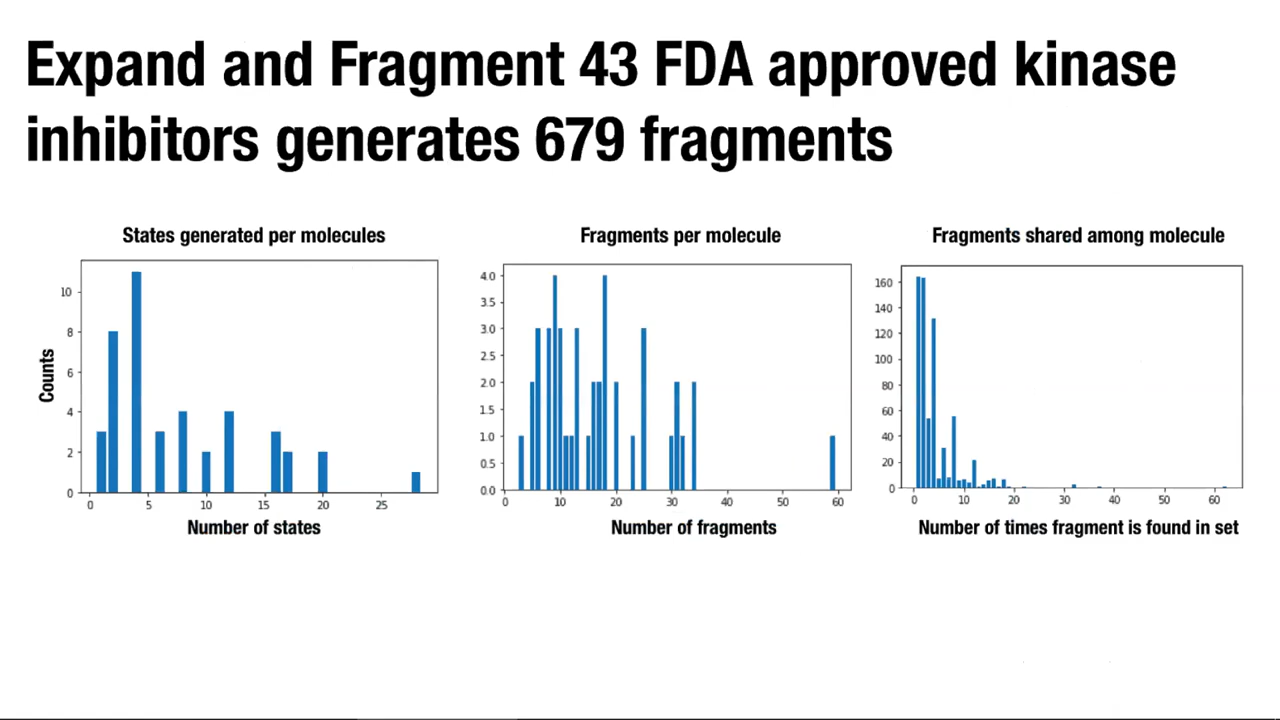 Expand and Fragment 43 FDA approved kinase
inhibitors generates 679 fragments
States generated per molecules
Counts
10
8
6
4
2
0
0 5 10 15 20 25
Number of states
Fragments per molecule
4.0
3.5
3.0
2.5
2.0
1.5
1.0
0.5
0.0
0 10 20 30 40 50 60
Number of fragments
Fragments shared among molecule
160
140
120
100
80
60
40
20
0
0 10 20 30 40 50 60
Number of times fragment is found in set